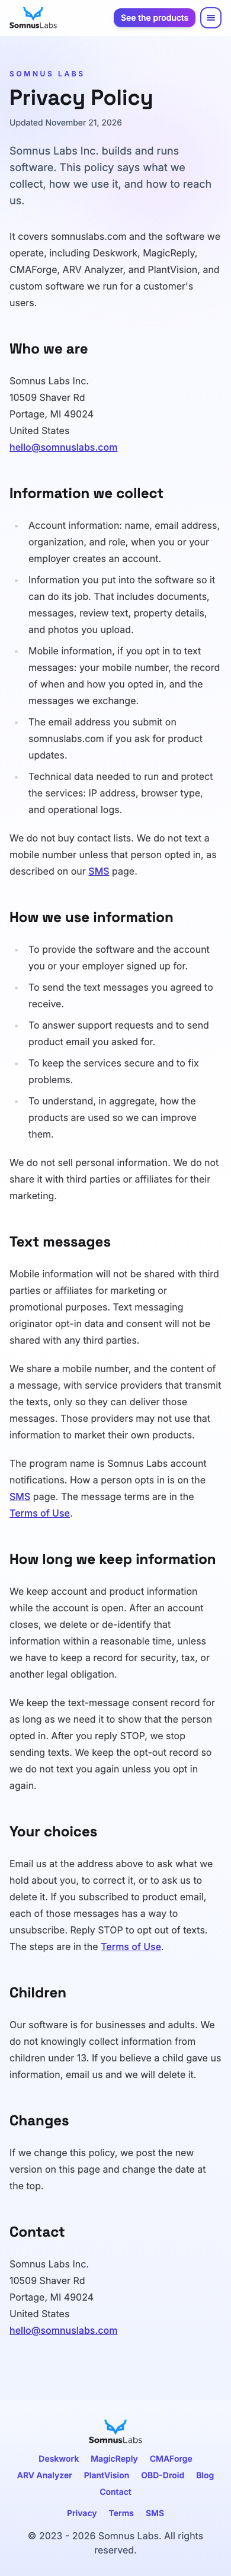 SomnusLabs
See the products
SOMNUS LABS
Privacy Policy
Updated November 21, 2026
Somnus Labs Inc. builds and runs
software. This policy says what we
collect, how we use it, and how to reach
us.
It covers somnuslabs.com and the software we
operate, including Deskwork, MagicReply,
CMAForge, ARV Analyzer, and PlantVision, and
custom software we run for a customer's
users.
Who we are
Somnus Labs Inc.
10509 Shaver Rd
Portage, MI 49024
United States
hello@somnuslabs.com
Information we collect
Account information: name, email address,
organization, and role, when you or your
employer creates an account.
Information you put into the software so it
can do its job. That includes documents,
messages, review text, property details,
and photos you upload.
Mobile information, if you opt in to text
messages: your mobile number, the record
of when and how you opted in, and the
messages we exchange.
The email address you submit on
somnuslabs.com if you ask for product
updates.
Technical data needed to run and protect
the services: IP address, browser type,
and operational logs.
We do not buy contact lists. We do not text a
mobile number unless that person opted in, as
described on our SMS page.
How we use information
To provide the software and the account
you or your employer signed up for.
To send the text messages you agreed to
receive.
To answer support requests and to send
product email you asked for.
To keep the services secure and to fix
problems.
To understand, in aggregate, how the
products are used so we can improve
them.
We do not sell personal information. We do not
share it with third parties or affiliates for their
marketing.
Text messages
Mobile information will not be shared with third
parties or affiliates for marketing or
promotional purposes. Text messaging
originator opt-in data and consent will not be
shared with any third parties.
We share a mobile number, and the content of
a message, with service providers that transmit
the texts, only so they can deliver those
messages. Those providers may not use that
information to market their own products.
The program name is Somnus Labs account
notifications. How a person opts in is on the
SMS page. The message terms are in the
Terms of Use.
How long we keep information
We keep account and product information
while the account is open. After an account
closes, we delete or de-identify that
information within a reasonable time, unless
we have to keep a record for security, tax, or
another legal obligation.
We keep the text-message consent record for
as long as we need it to show that the person
opted in. After you reply STOP, we stop
sending texts. We keep the opt-out record so
we do not text you again unless you opt in
again.
Your choices
Email us at the address above to ask what we
hold about you, to correct it, or to ask us to
delete it. If you subscribed to product email,
each of those messages has a way to
unsubscribe. Reply STOP to opt out of texts.
The steps are in the Terms of Use.
Children
Our software is for businesses and adults. We
do not knowingly collect information from
children under 13. If you believe a child gave us
information, email us and we will delete it.
Changes
If we change this policy, we post the new
version on this page and change the date at
the top.
Contact
Somnus Labs Inc.
10509 Shaver Rd
Portage, MI 49024
United States
hello@somnuslabs.com
SomnusLabs
Deskwork MagicReply CMAForge
ARV Analyzer PlantVision OBD-Droid Blog
Contact
Privacy Terms SMS
© 2023 - 2026 Somnus Labs. All rights
reserved.